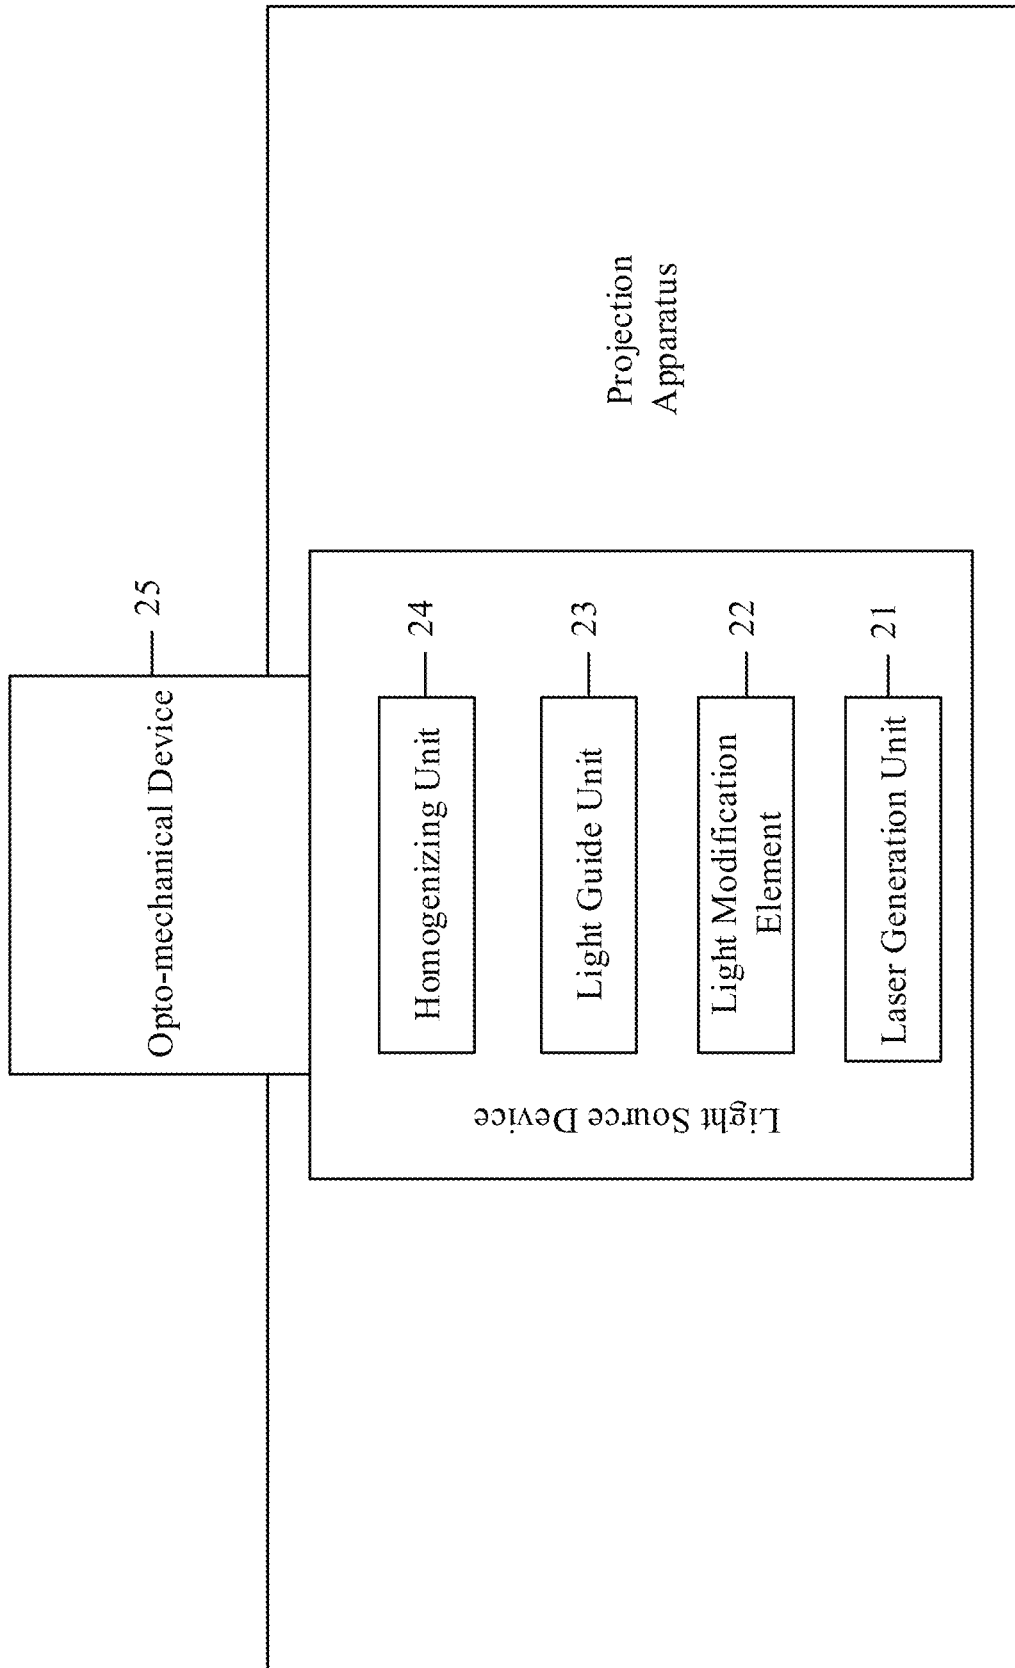 Opto-mechanical Device
25
Homogenizing Unit
24
Light Guide Unit
23
Light Modification
Element
22
Laser Generation Unit
21
Light Source Device
Projection
Apparatus